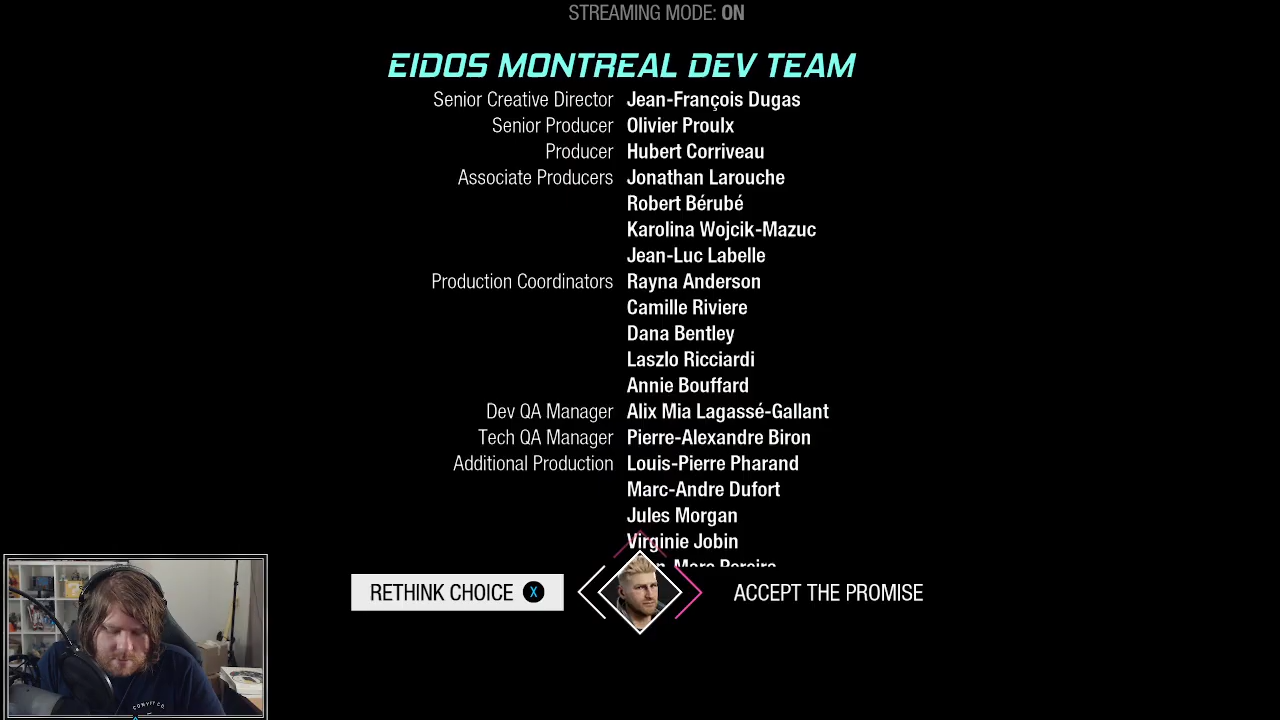 STREAMING MODE: ON
EIDOS MONTREAL DEV TEAM
Senior Creative Director Jean-François Dugas
Senior Producer Olivier Proulx
Producer Hubert Corriveau
Associate Producers Jonathan Larouche
Robert Bérubé
Karolina Wojcik-Mazuc
Jean-Luc Labelle
Production Coordinators Rayna Anderson
Camille Riviere
Dana Bentley
Laszlo Ricciardi
Annie Bouffard
Dev QA Manager Alix Mia Lagassé-Gallant
Tech QA Manager Pierre-Alexandre Biron
Additional Production Louis-Pierre Pharand
Marc-Andre Dufort
Jules Morgan
Virginie Jobin
RETHINK CHOICE X
ACCEPT THE PROMISE